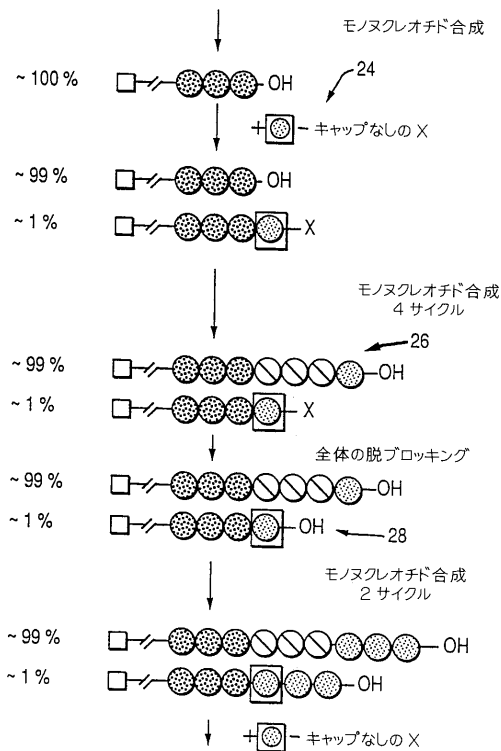 モノヌクレオチド合成
24
~ 100 %
OH
+ – キャップなしの X
~ 99 %
OH
~ 1 %
X
モノヌクレオチド合成
4 サイクル
26
~ 99 %
OH
~ 1 %
X
全体の脱ブロッキング
~ 99 %
OH
~ 1 %
OH
28
モノヌクレオチド合成
2 サイクル
~ 99 %
OH
~ 1 %
OH
+ – キャップなしの X